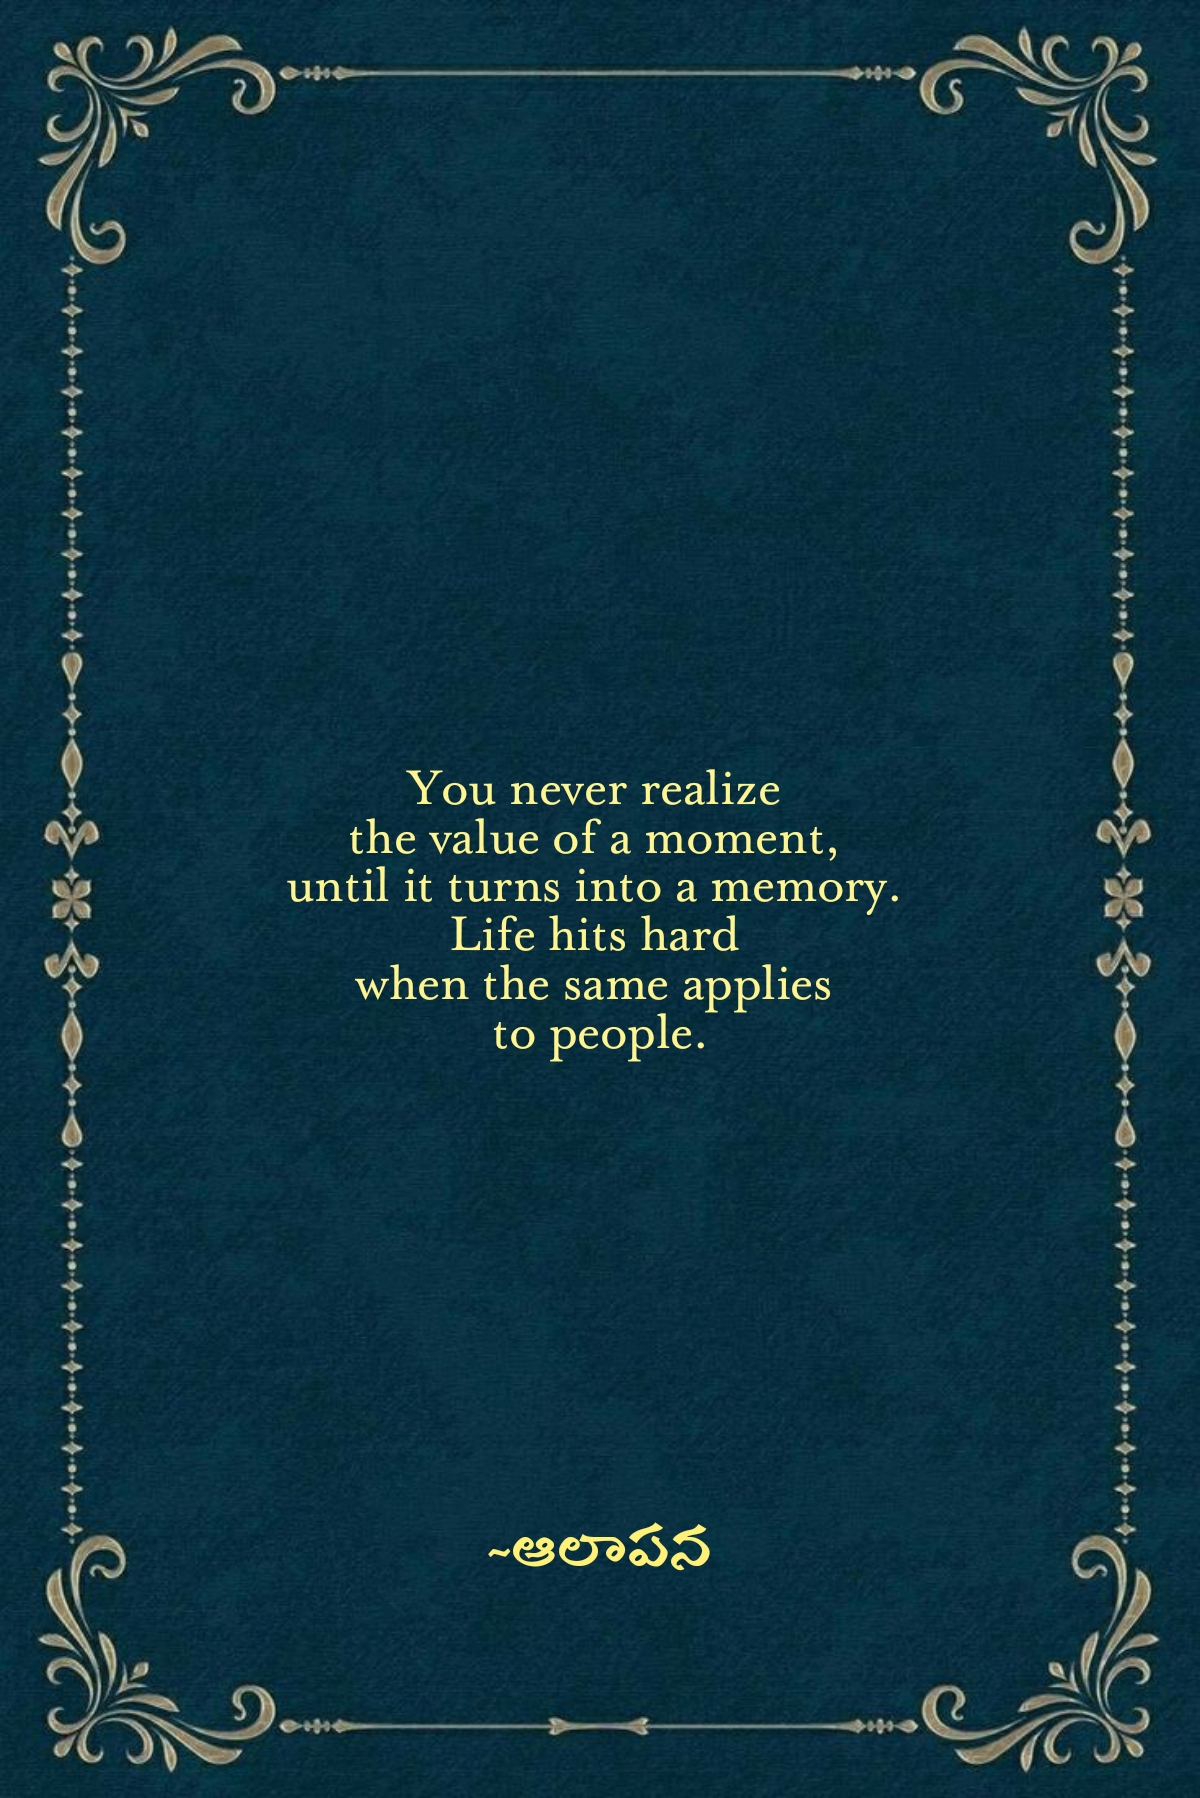 You never realize
the value of a moment,
until it turns into a memory.
Life hits hard
when the same applies
to people.
~ఆలాపన